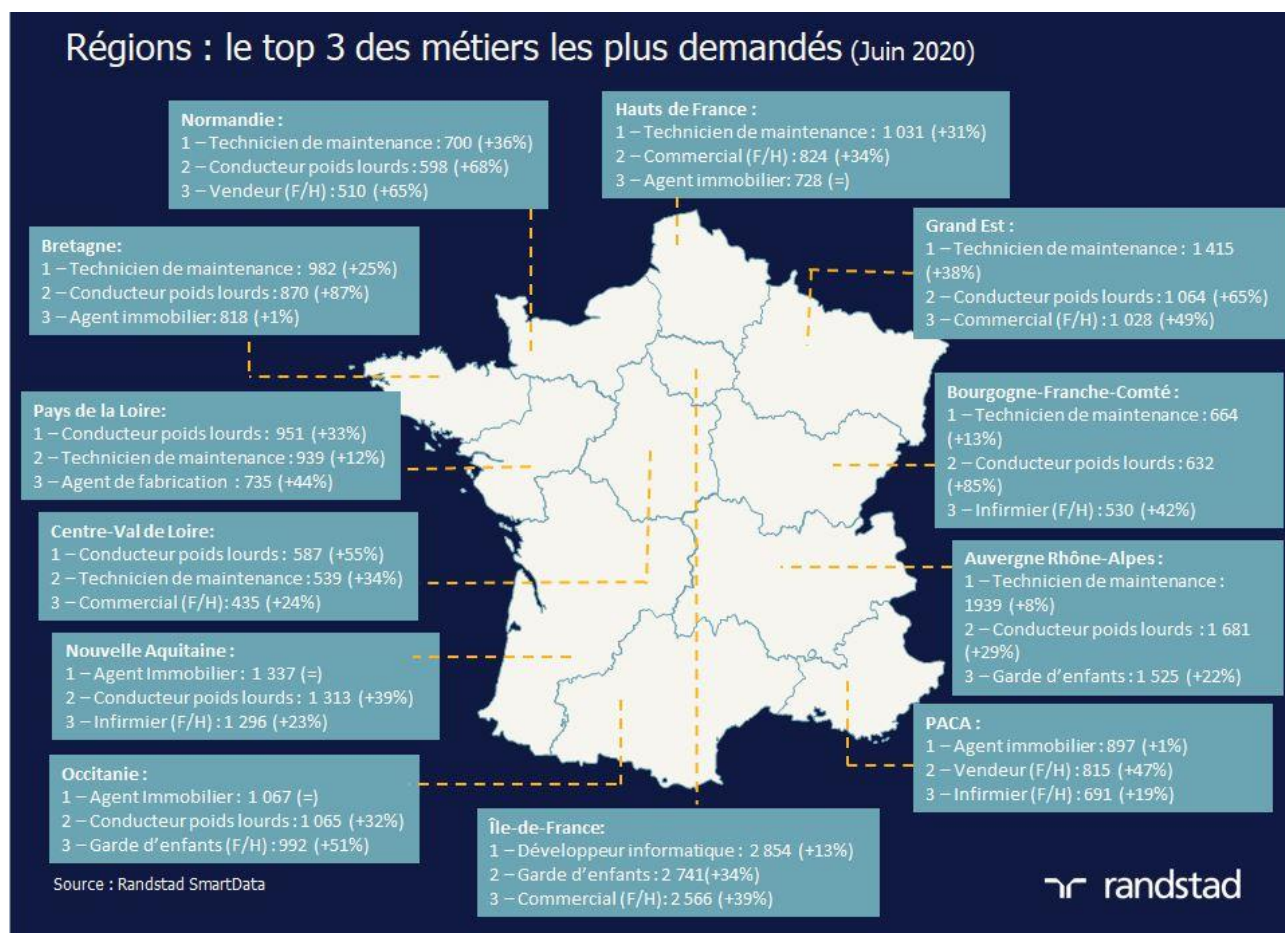 Régions : le top 3 des métiers les plus demandés (Juin 2020)
Normandie :
1 – Technicien de maintenance : 700 (+36%)
2 – Conducteur poids lourds : 598 (+68%)
3 – Vendeur (F/H) : 510 (+65%)
Hauts de France :
1 – Technicien de maintenance : 1 031 (+31%)
2 – Commercial (F/H) : 824 (+34%)
3 – Agent immobilier: 728 (=)
Bretagne:
1 – Technicien de maintenance : 982 (+25%)
2 – Conducteur poids lourds : 870 (+87%)
3 – Agent immobilier: 818 (+1%)
Grand Est :
1 – Technicien de maintenance : 1 415
(+38%)
2 – Conducteur poids lourds : 1 064 (+65%)
3 – Commercial (F/H) : 1 028 (+49%)
Pays de la Loire:
1 – Conducteur poids lourds : 951 (+33%)
2 – Technicien de maintenance : 939 (+12%)
3 – Agent de fabrication : 735 (+44%)
Bourgogne-Franche-Comté :
1 – Technicien de maintenance : 664
(+13%)
2 – Conducteur poids lourds : 632
(+85%)
3 – Infirmier (F/H) : 530 (+42%)
Centre-Val de Loire:
1 – Conducteur poids lourds : 587 (+55%)
2 – Technicien de maintenance : 539 (+34%)
3 – Commercial (F/H) : 435 (+24%)
Auvergne Rhône-Alpes :
1 – Technicien de maintenance :
1939 (+8%)
2 – Conducteur poids lourds : 1 681
(+29%)
3 – Garde d'enfants : 1 525 (+22%)
Nouvelle Aquitaine :
1 – Agent Immobilier : 1 337 (=)
2 – Conducteur poids lourds : 1 313 (+39%)
3 – Infirmier (F/H) : 1 296 (+23%)
PACA :
1 – Agent immobilier : 897 (+1%)
2 – Vendeur (F/H) : 815 (+47%)
3 – Infirmier (F/H) : 691 (+19%)
Occitanie :
1 – Agent Immobilier : 1 067 (=)
2 – Conducteur poids lourds : 1 065 (+32%)
3 – Garde d'enfants (F/H) : 992 (+51%)
Île-de-France:
1 – Développeur informatique : 2 854 (+13%)
2 – Garde d'enfants : 2 741(+34%)
3 – Commercial (F/H) : 2 566 (+39%)
Source : Randstad SmartData
randstad